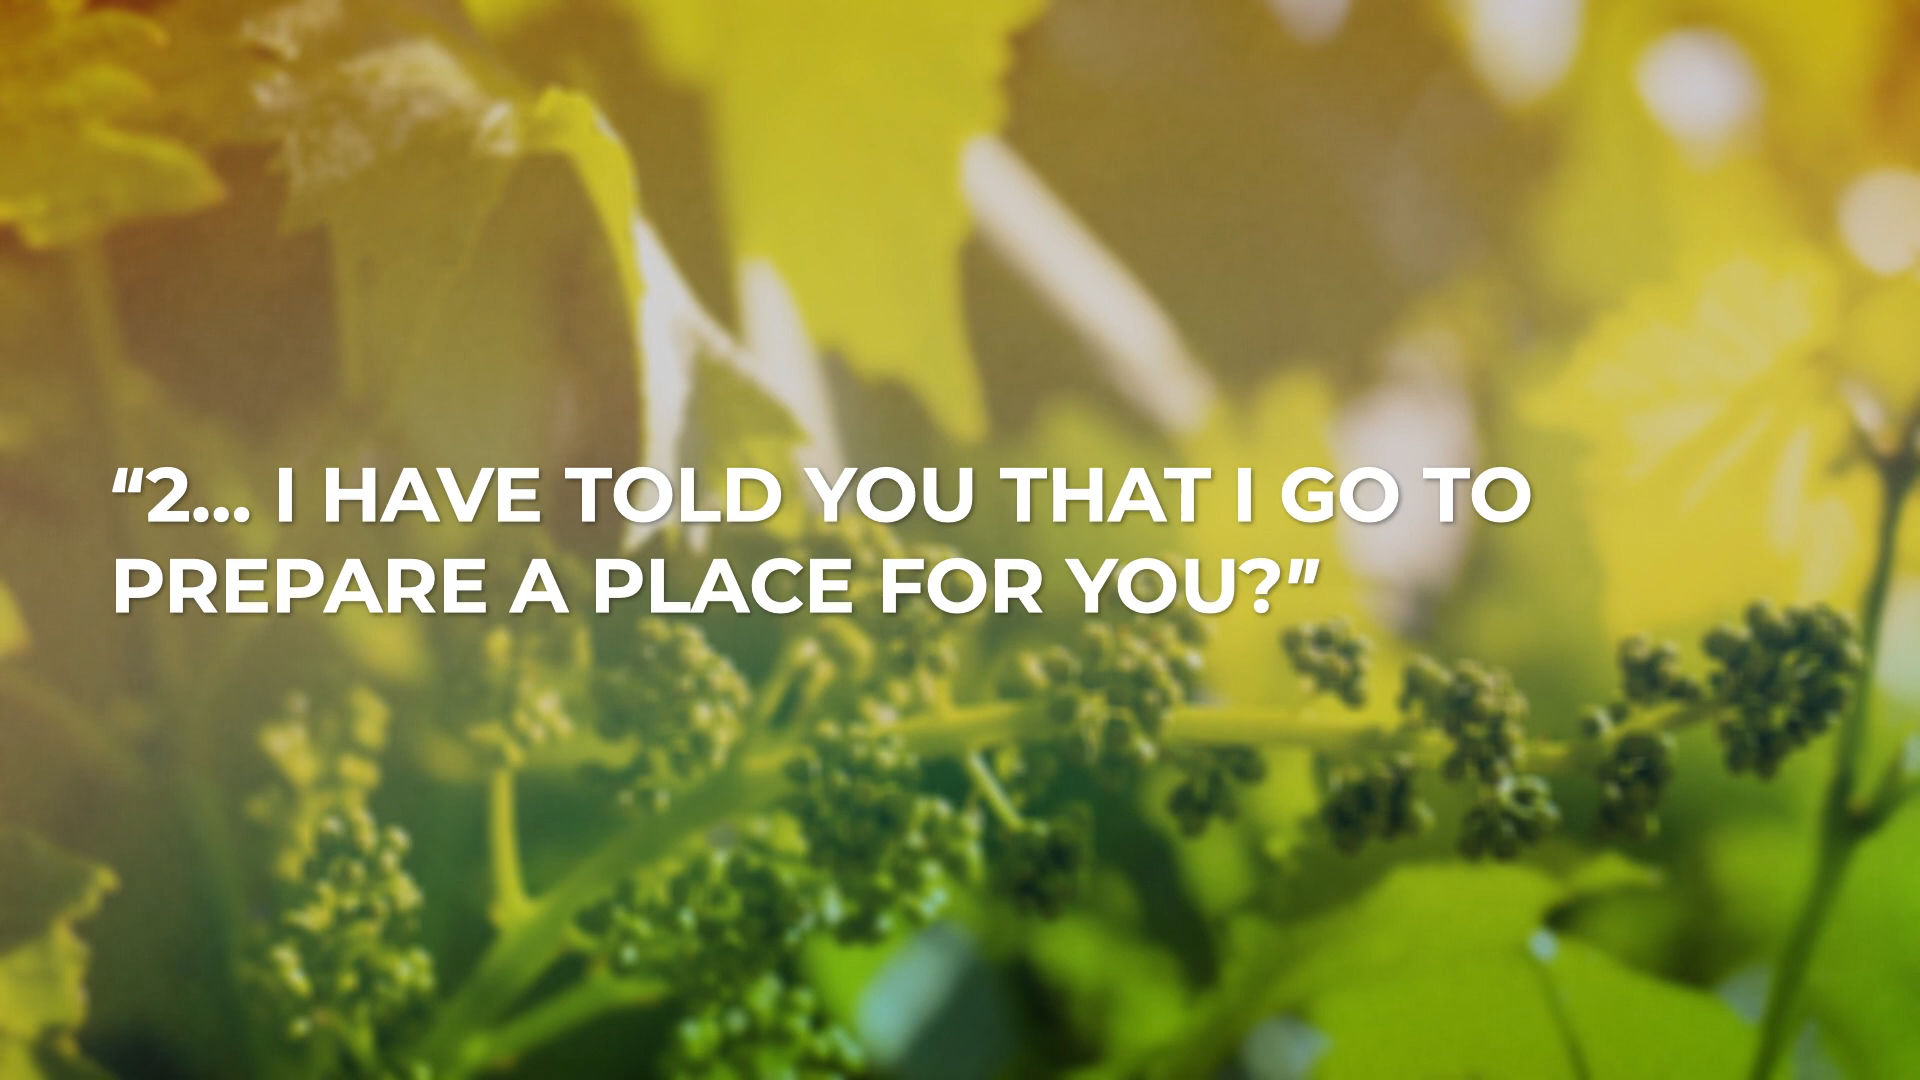 “2… I HAVE TOLD YOU THAT I GO TO
PREPARE A PLACE FOR YOU?”